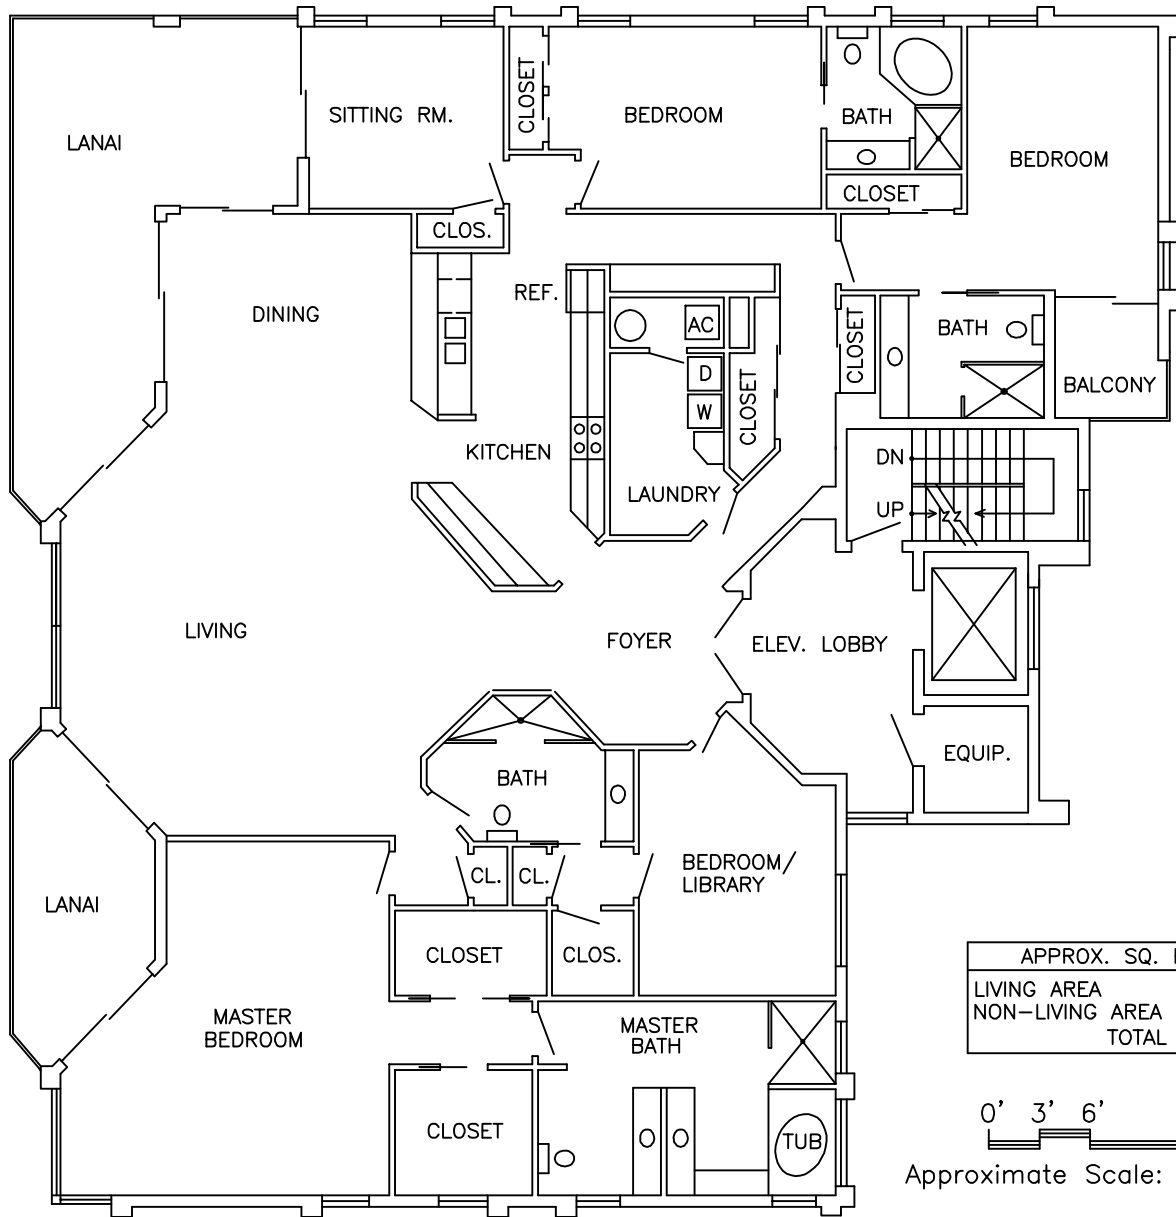 LANAI
SITTING RM.
CLOSET
BEDROOM
BATH
BEDROOM
CLOSET
CLOS.
REF.
DINING
AC
D
W
CLOSET
CLOSET
BATH
BALCONY
KITCHEN
LAUNDRY
DN
UP
LIVING
FOYER
ELEV. LOBBY
EQUIP.
BATH
CL.
CL.
BEDROOM/
LIBRARY
LANAI
CLOSET
CLOS.
MASTER
BEDROOM
MASTER
BATH
CLOSET
TUB
APPROX. SQ.
LIVING AREA
NON-LIVING AREA
TOTAL
0' 3' 6'
Approximate Scale: